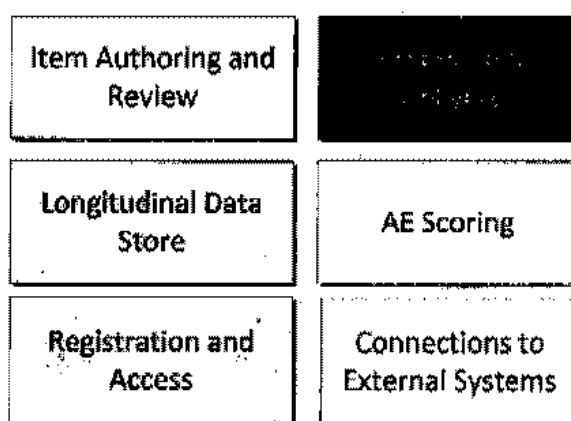 Item Authoring and
Review
Longitudinal Data
Store
AE Scoring
Registration and
Access
Connections to
External Systems